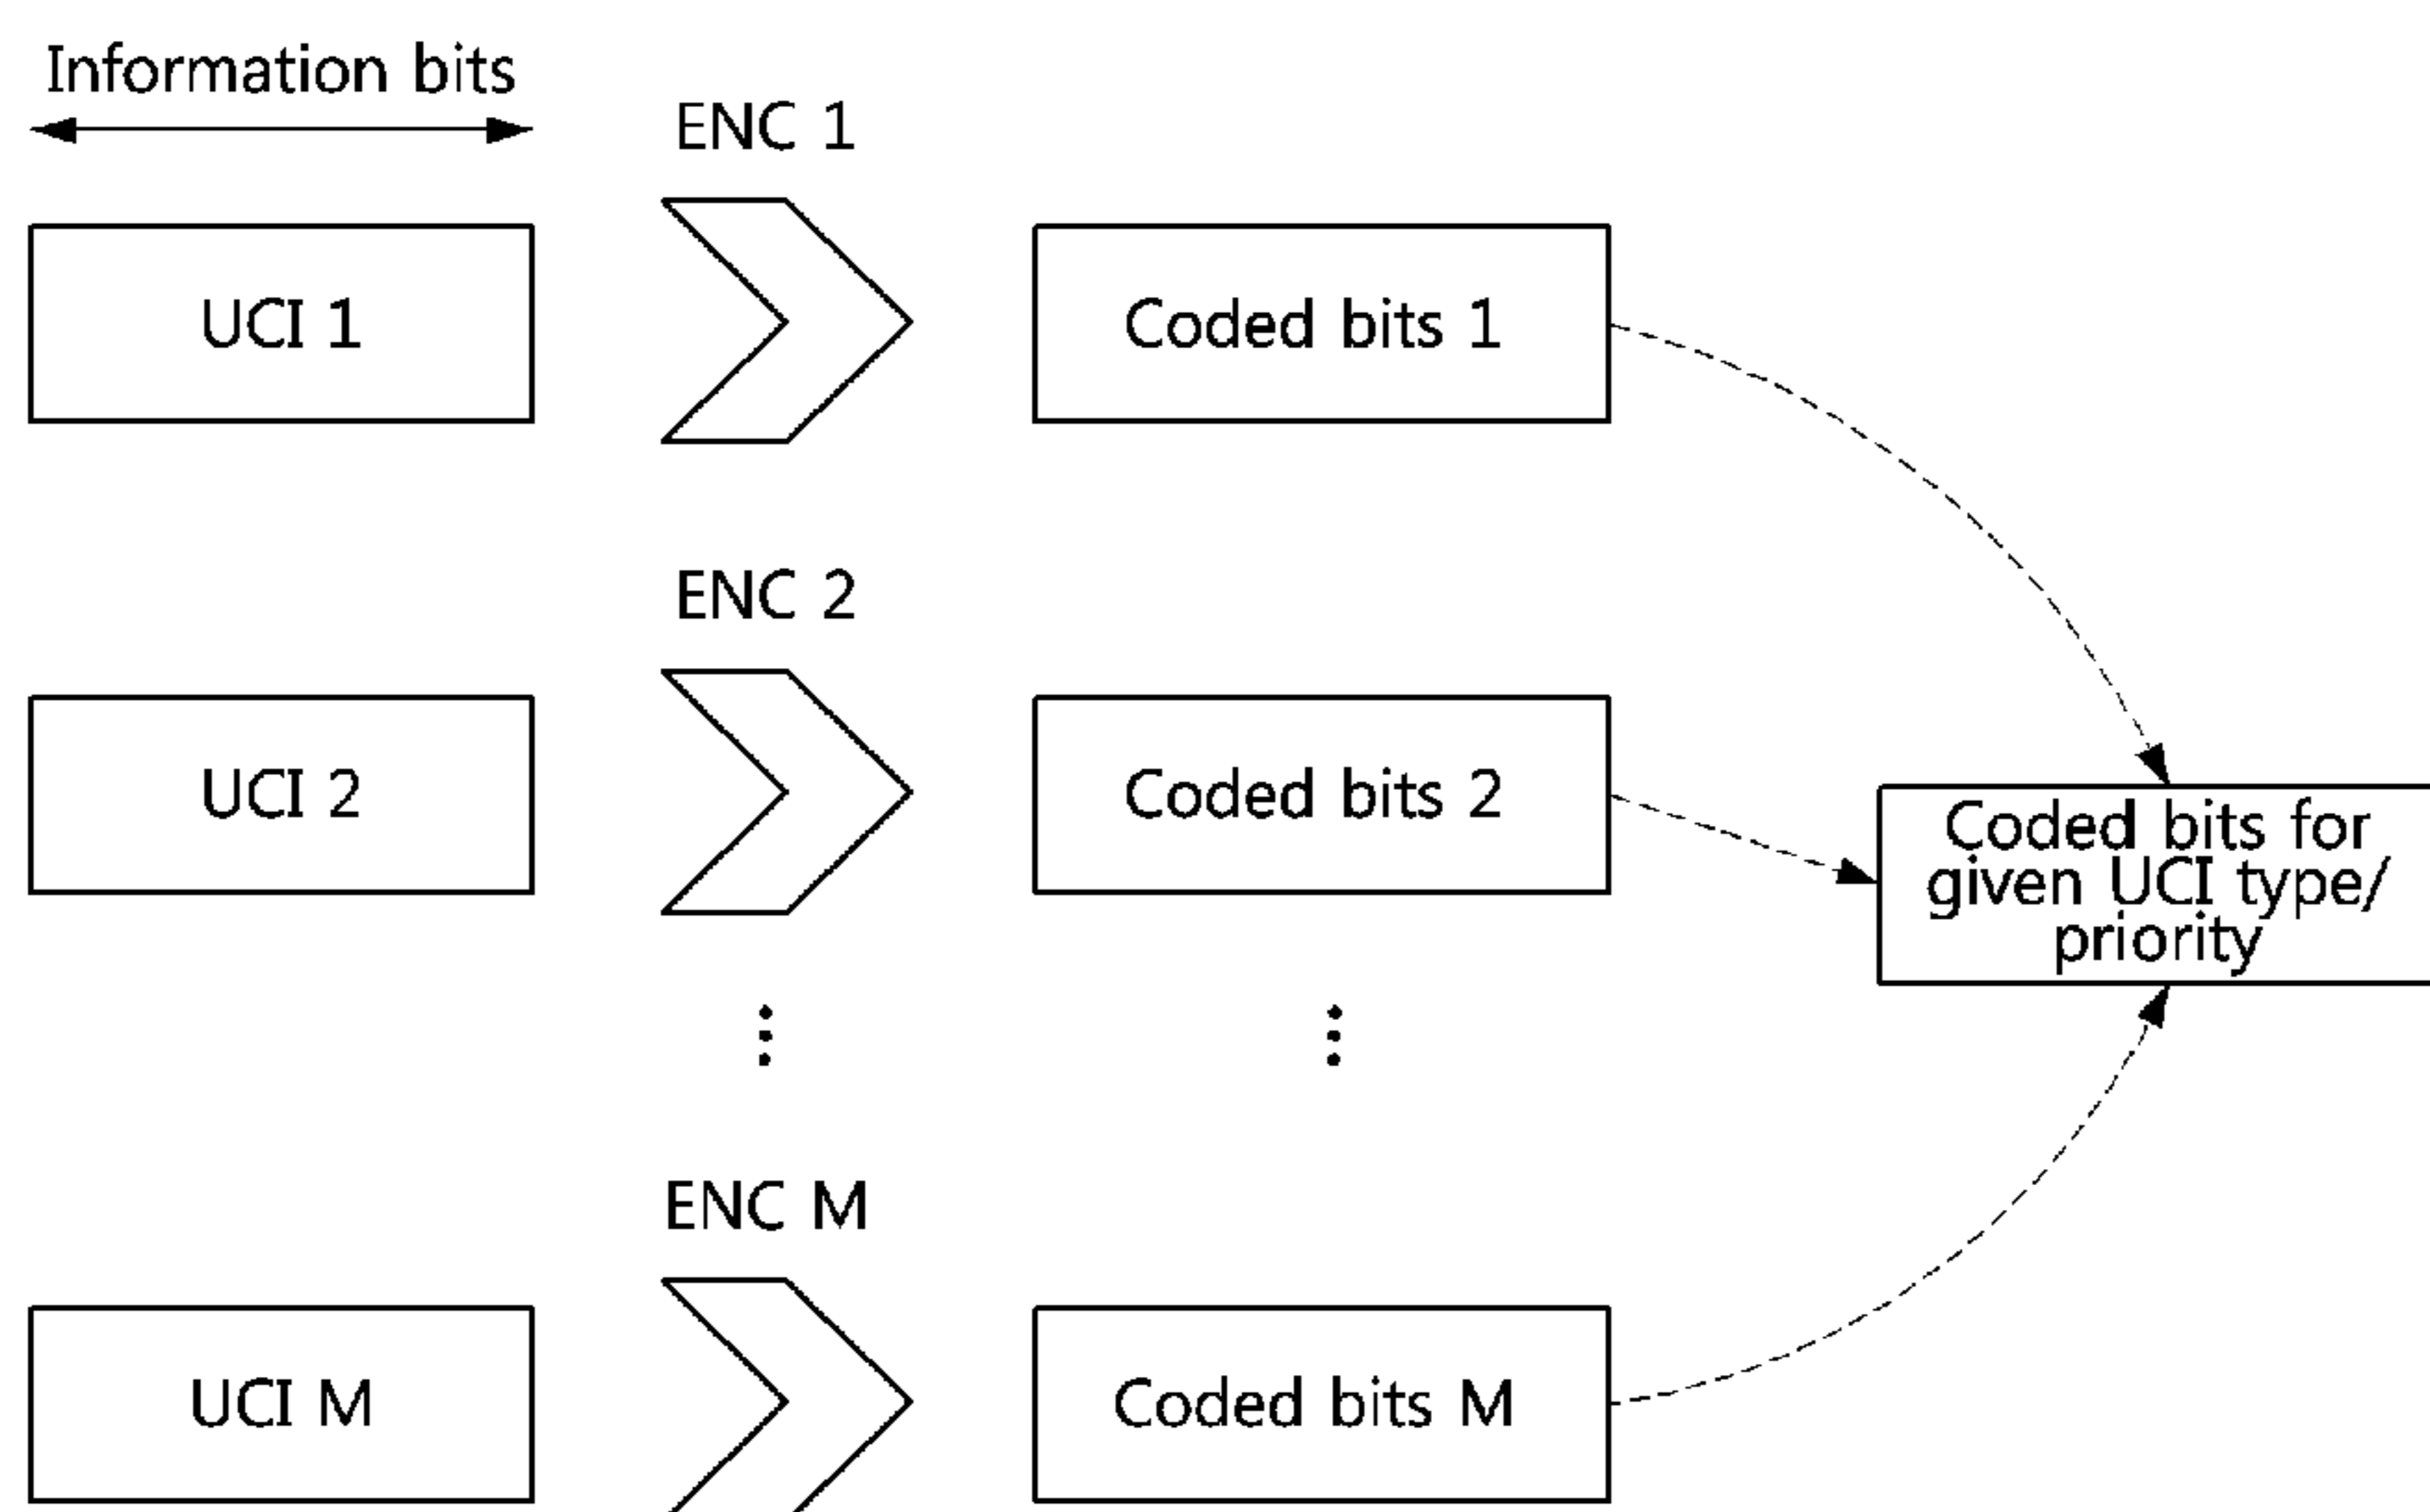 Information bits
ENC 1
UCI 1
Coded bits 1
ENC 2
UCI 2
Coded bits 2
Coded bits for
given UCI type/
priority
ENC M
UCI M
Coded bits M